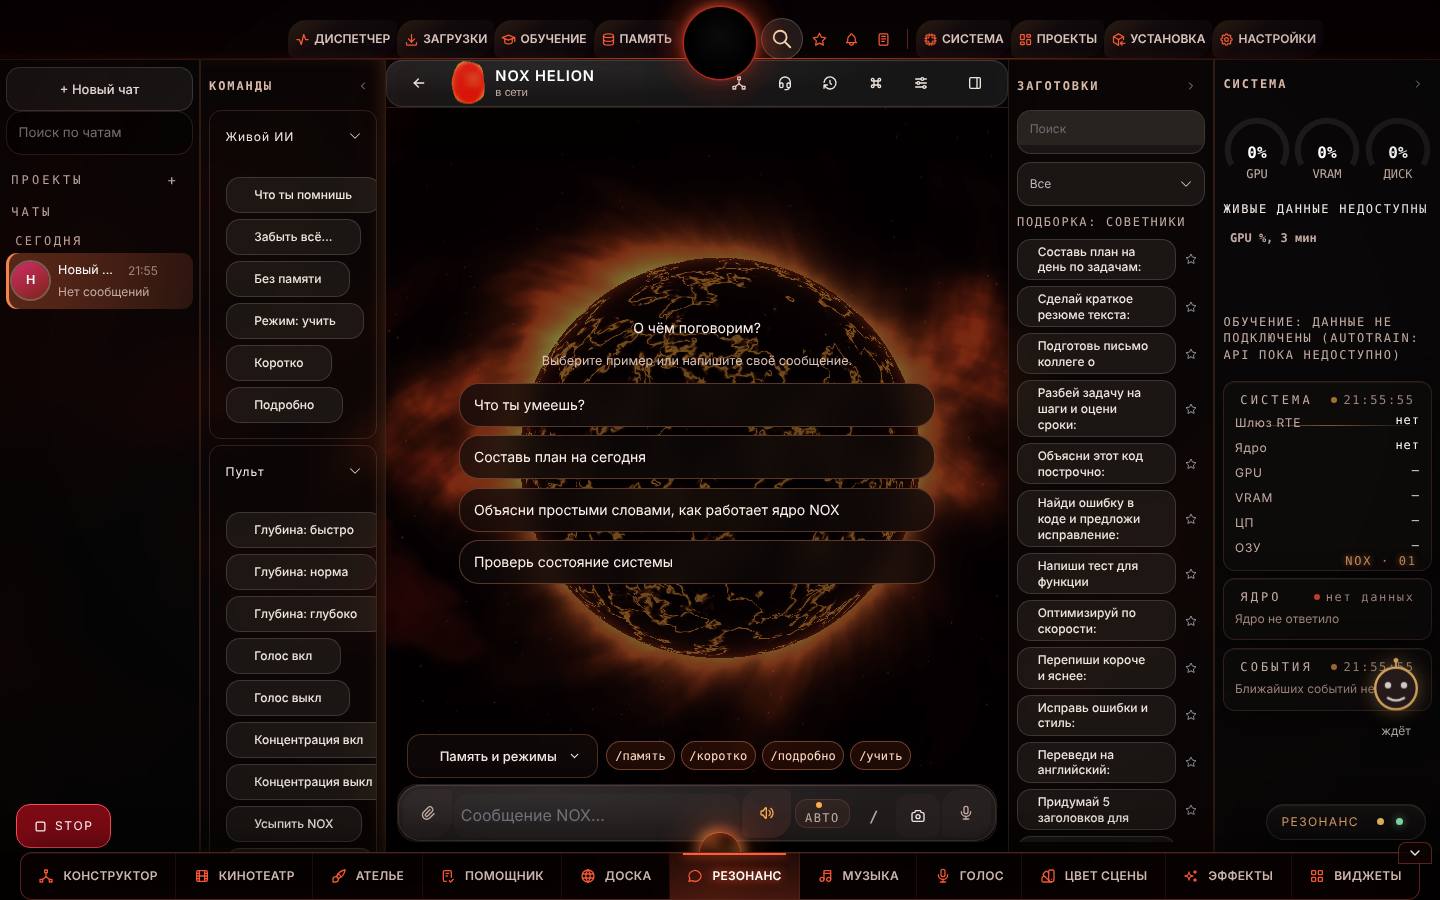 ДИСПЕТЧЕР
ЗАГРУЗКИ
ОБУЧЕНИЕ
ПАМЯТЬ
СИСТЕМА
ПРОЕКТЫ
УСТАНОВКА
НАСТРОЙКИ
+ Новый чат
Поиск по чатам
ПРОЕКТЫ +
ЧАТЫ
СЕГОДНЯ
Н
Новый ... 21:55
Нет сообщений
STOP
КОМАНДЫ
Живой ИИ
Что ты помнишь
Забыть всё...
Без памяти
Режим: учить
Коротко
Подробно
Пульт
Глубина: быстро
Глубина: норма
Глубина: глубоко
Голос вкл
Голос выкл
Концентрация вкл
Концентрация выкл
Усыпить NOX
NOX HELION
в сети
О чём поговорим?
Выберите пример или напишите своё сообщение.
Что ты умеешь?
Составь план на сегодня
Объясни простыми словами, как работает ядро NOX
Проверь состояние системы
Память и режимы
/память
/коротко
/подробно
/учить
Сообщение NOX...
АВТО
/
ЗАГОТОВКИ
Поиск
Все
ПОДБОРКА: СОВЕТНИКИ
Составь план на
день по задачам:
Сделай краткое
резюме текста:
Подготовь письмо
коллеге о
Разбей задачу на
шаги и оцени
сроки:
Объясни этот код
построчно:
Найди ошибку в
коде и предложи
исправление:
Напиши тест для
функции
Оптимизируй по
скорости:
Перепиши короче
и яснее:
Исправь ошибки и
стиль:
Переведи на
английский:
Придумай 5
заголовков для
СИСТЕМА
0%
GPU
0%
VRAM
0%
ДИСК
ЖИВЫЕ ДАННЫЕ НЕДОСТУПНЫ
GPU %, 3 мин
ОБУЧЕНИЕ: ДАННЫЕ НЕ
ПОДКЛЮЧЕНЫ (AUTOTRAIN:
API ПОКА НЕДОСТУПНО)
СИСТЕМА 21:55:55
Шлюз RTE нет
Ядро нет
GPU —
VRAM —
ЦП —
ОЗУ —
NOX · 01
ЯДРО нет данных
Ядро не ответило
СОБЫТИЯ 21:55:55
Ближайших событий не
ждёт
РЕЗОНАНС
КОНСТРУКТОР
КИНОТЕАТР
АТЕЛЬЕ
ПОМОЩНИК
ДОСКА
РЕЗОНАНС
МУЗЫКА
ГОЛОС
ЦВЕТ СЦЕНЫ
ЭФФЕКТЫ
ВИДЖЕТЫ